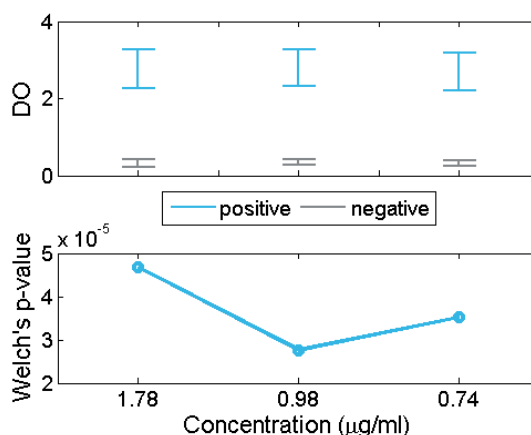 4
2
0
DO
positive negative
x 10⁻⁵
5
4
3
2
Welch's p-value
1.78 0.98 0.74
Concentration (µg/ml)